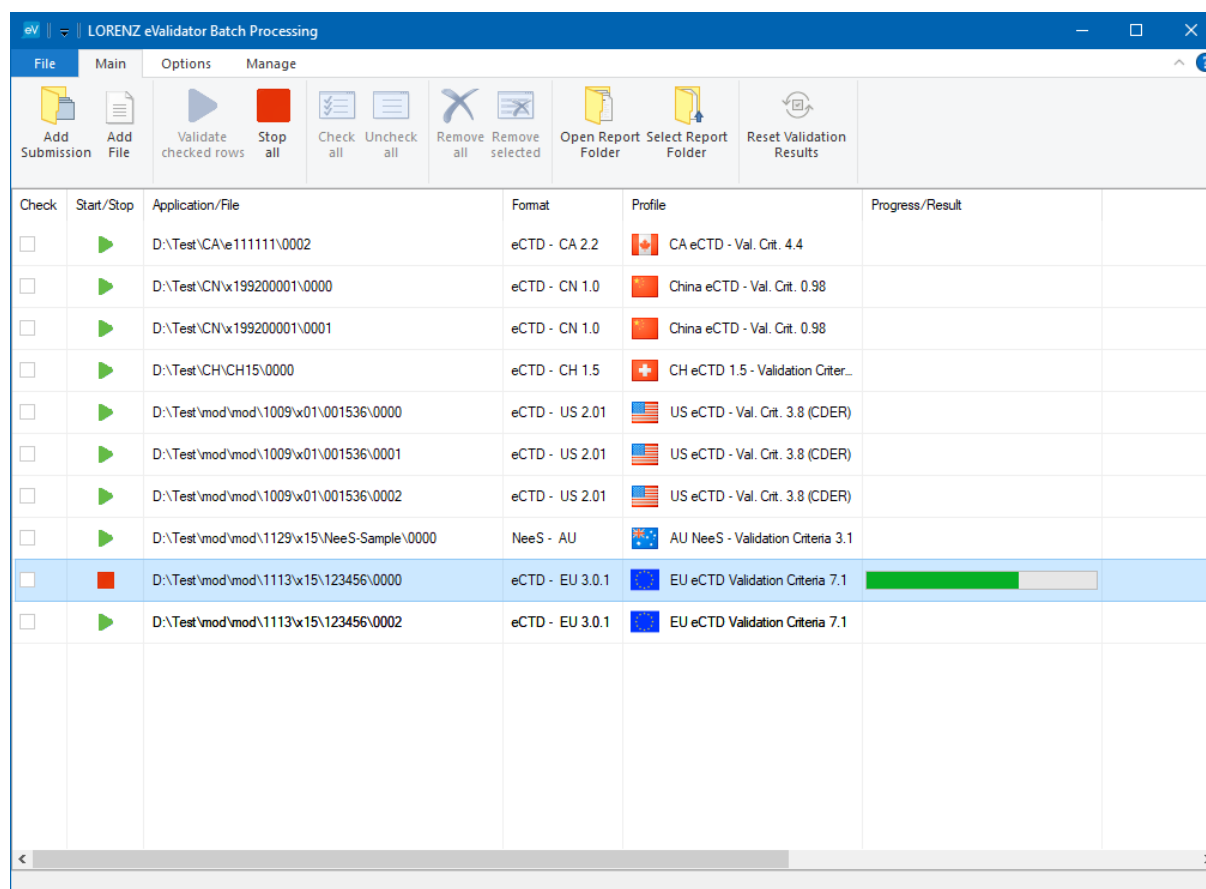 eV LORENZ eValidator Batch Processing
File Main Options Manage ?
Add Submission
Add File
Validate checked rows
Stop all
Check all
Uncheck all
Remove all
Remove selected
Open Report Folder
Select Report Folder
Reset Validation Results
Check Start/Stop Application/File Format Profile Progress/Result
D:\Test\CA\e111111\0002 eCTD - CA 2.2 CA eCTD - Val. Crit. 4.4
D:\Test\CN\x199200001\0000 eCTD - CN 1.0 China eCTD - Val. Crit. 0.98
D:\Test\CN\x199200001\0001 eCTD - CN 1.0 China eCTD - Val. Crit. 0.98
D:\Test\CH\CH15\0000 eCTD - CH 1.5 CH eCTD 1.5 - Validation Criter...
D:\Test\mod\mod\1009\x01\001536\0000 eCTD - US 2.01 US eCTD - Val. Crit. 3.8 (CDER)
D:\Test\mod\mod\1009\x01\001536\0001 eCTD - US 2.01 US eCTD - Val. Crit. 3.8 (CDER)
D:\Test\mod\mod\1009\x01\001536\0002 eCTD - US 2.01 US eCTD - Val. Crit. 3.8 (CDER)
D:\Test\mod\mod\1129\x15\NeeS-Sample\0000 NeeS - AU AU NeeS - Validation Criteria 3.1
D:\Test\mod\mod\1113\x15\123456\0000 eCTD - EU 3.0.1 EU eCTD Validation Criteria 7.1
D:\Test\mod\mod\1113\x15\123456\0002 eCTD - EU 3.0.1 EU eCTD Validation Criteria 7.1